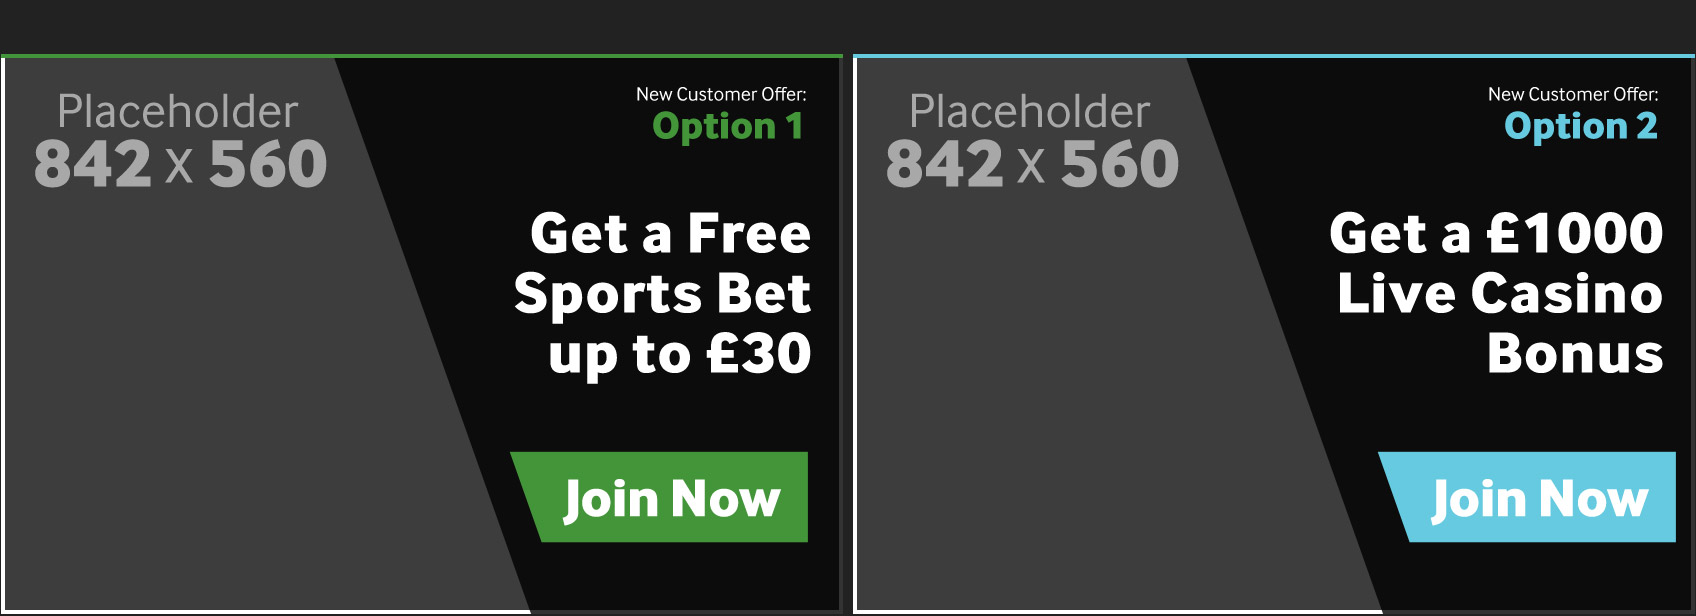 Placeholder
842 x 560
New Customer Offer:
Option 1
Get a Free
Sports Bet
up to £30
Join Now
Placeholder
842 x 560
New Customer Offer:
Option 2
Get a £1000
Live Casino
Bonus
Join Now